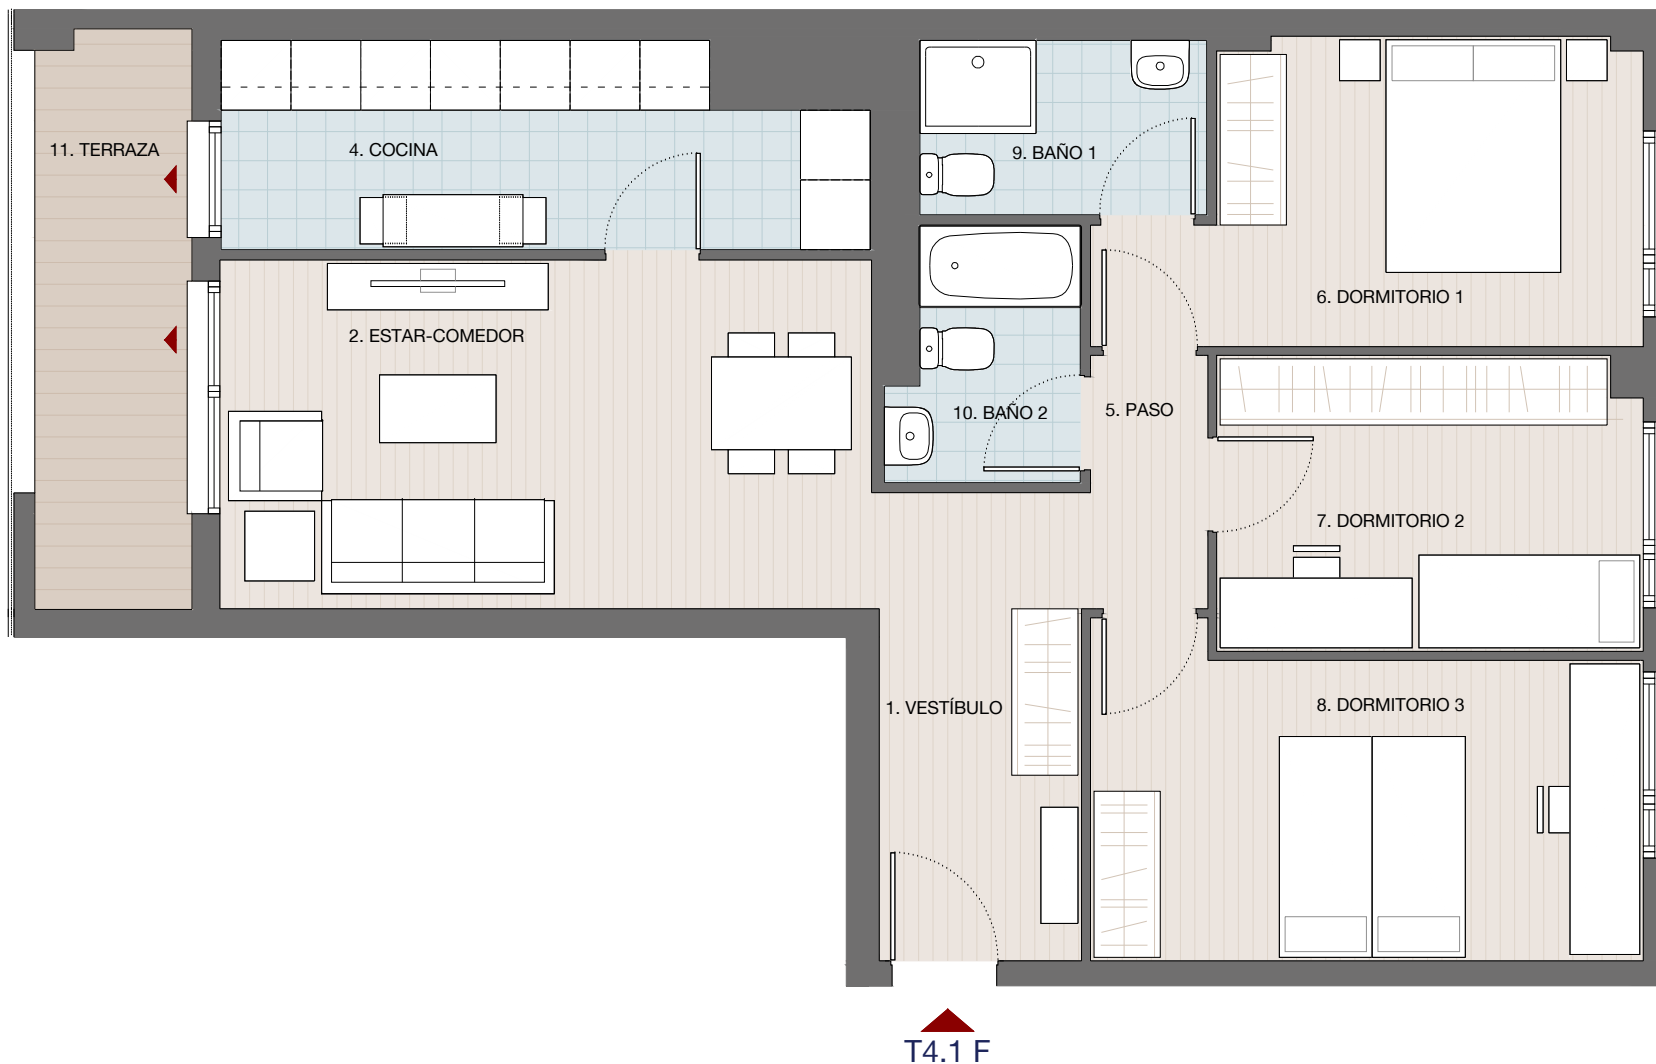 11. TERRAZA
4. COCINA
9. BAÑO 1
6. DORMITORIO 1
2. ESTAR-COMEDOR
10. BAÑO 2
5. PASO
7. DORMITORIO 2
1. VESTÍBULO
8. DORMITORIO 3
T4.1 F